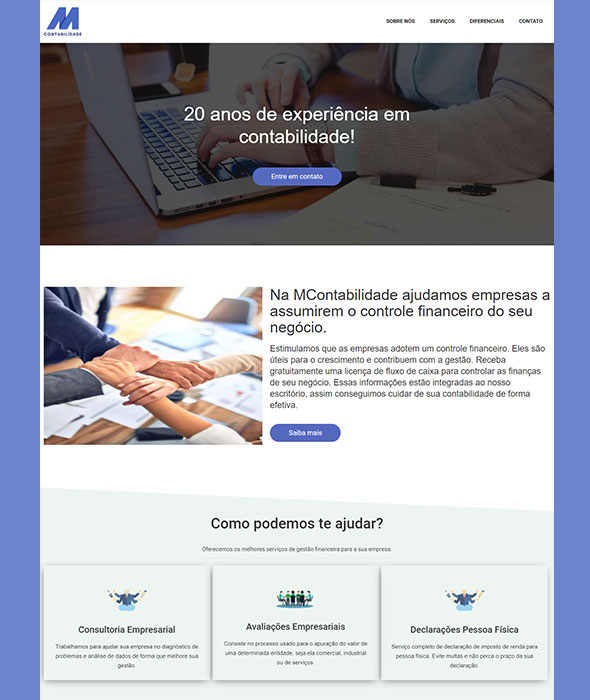 M
CONTABILIDADE
SOBRE NÓS SERVIÇOS DIFERENCIAIS CONTATO
20 anos de experiência em
contabilidade!
Entre em contato
Na MContabilidade ajudamos empresas a
assumirem o controle financeiro do seu
negócio.
Estimulamos que as empresas adotem um controle financeiro. Eles são
úteis para o crescimento e contribuem com a gestão. Receba
gratuitamente uma licença de fluxo de caixa para controlar as finanças
de seu negócio. Essas informações estão integradas ao nosso
escritório, assim conseguimos cuidar de sua contabilidade de forma
efetiva.
Saiba mais
Como podemos te ajudar?
Oferecemos os melhores serviços de gestão financeira para a sua empresa.
Consultoria Empresarial
Trabalhamos para ajudar sua empresa no diagnóstico de
problemas e análise de dados de forma que melhore sua
gestão.
Avaliações Empresariais
Consiste no processo usado para o apuração do valor de
uma determinada entidade, seja ela comercial, industrial
ou de serviços.
Declarações Pessoa Física
Serviço completo de declaração de imposto de renda para
pessoa física. Evite multas e não perca o prazo da sua
declaração.